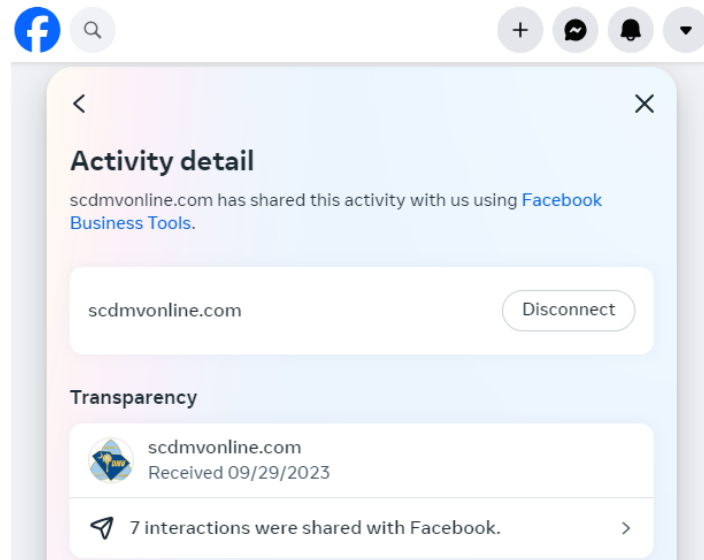 Activity detail
scdmvonline.com has shared this activity with us using Facebook
Business Tools.
scdmvonline.com
Disconnect
Transparency
DMV
scdmvonline.com
Received 09/29/2023
7 interactions were shared with Facebook.